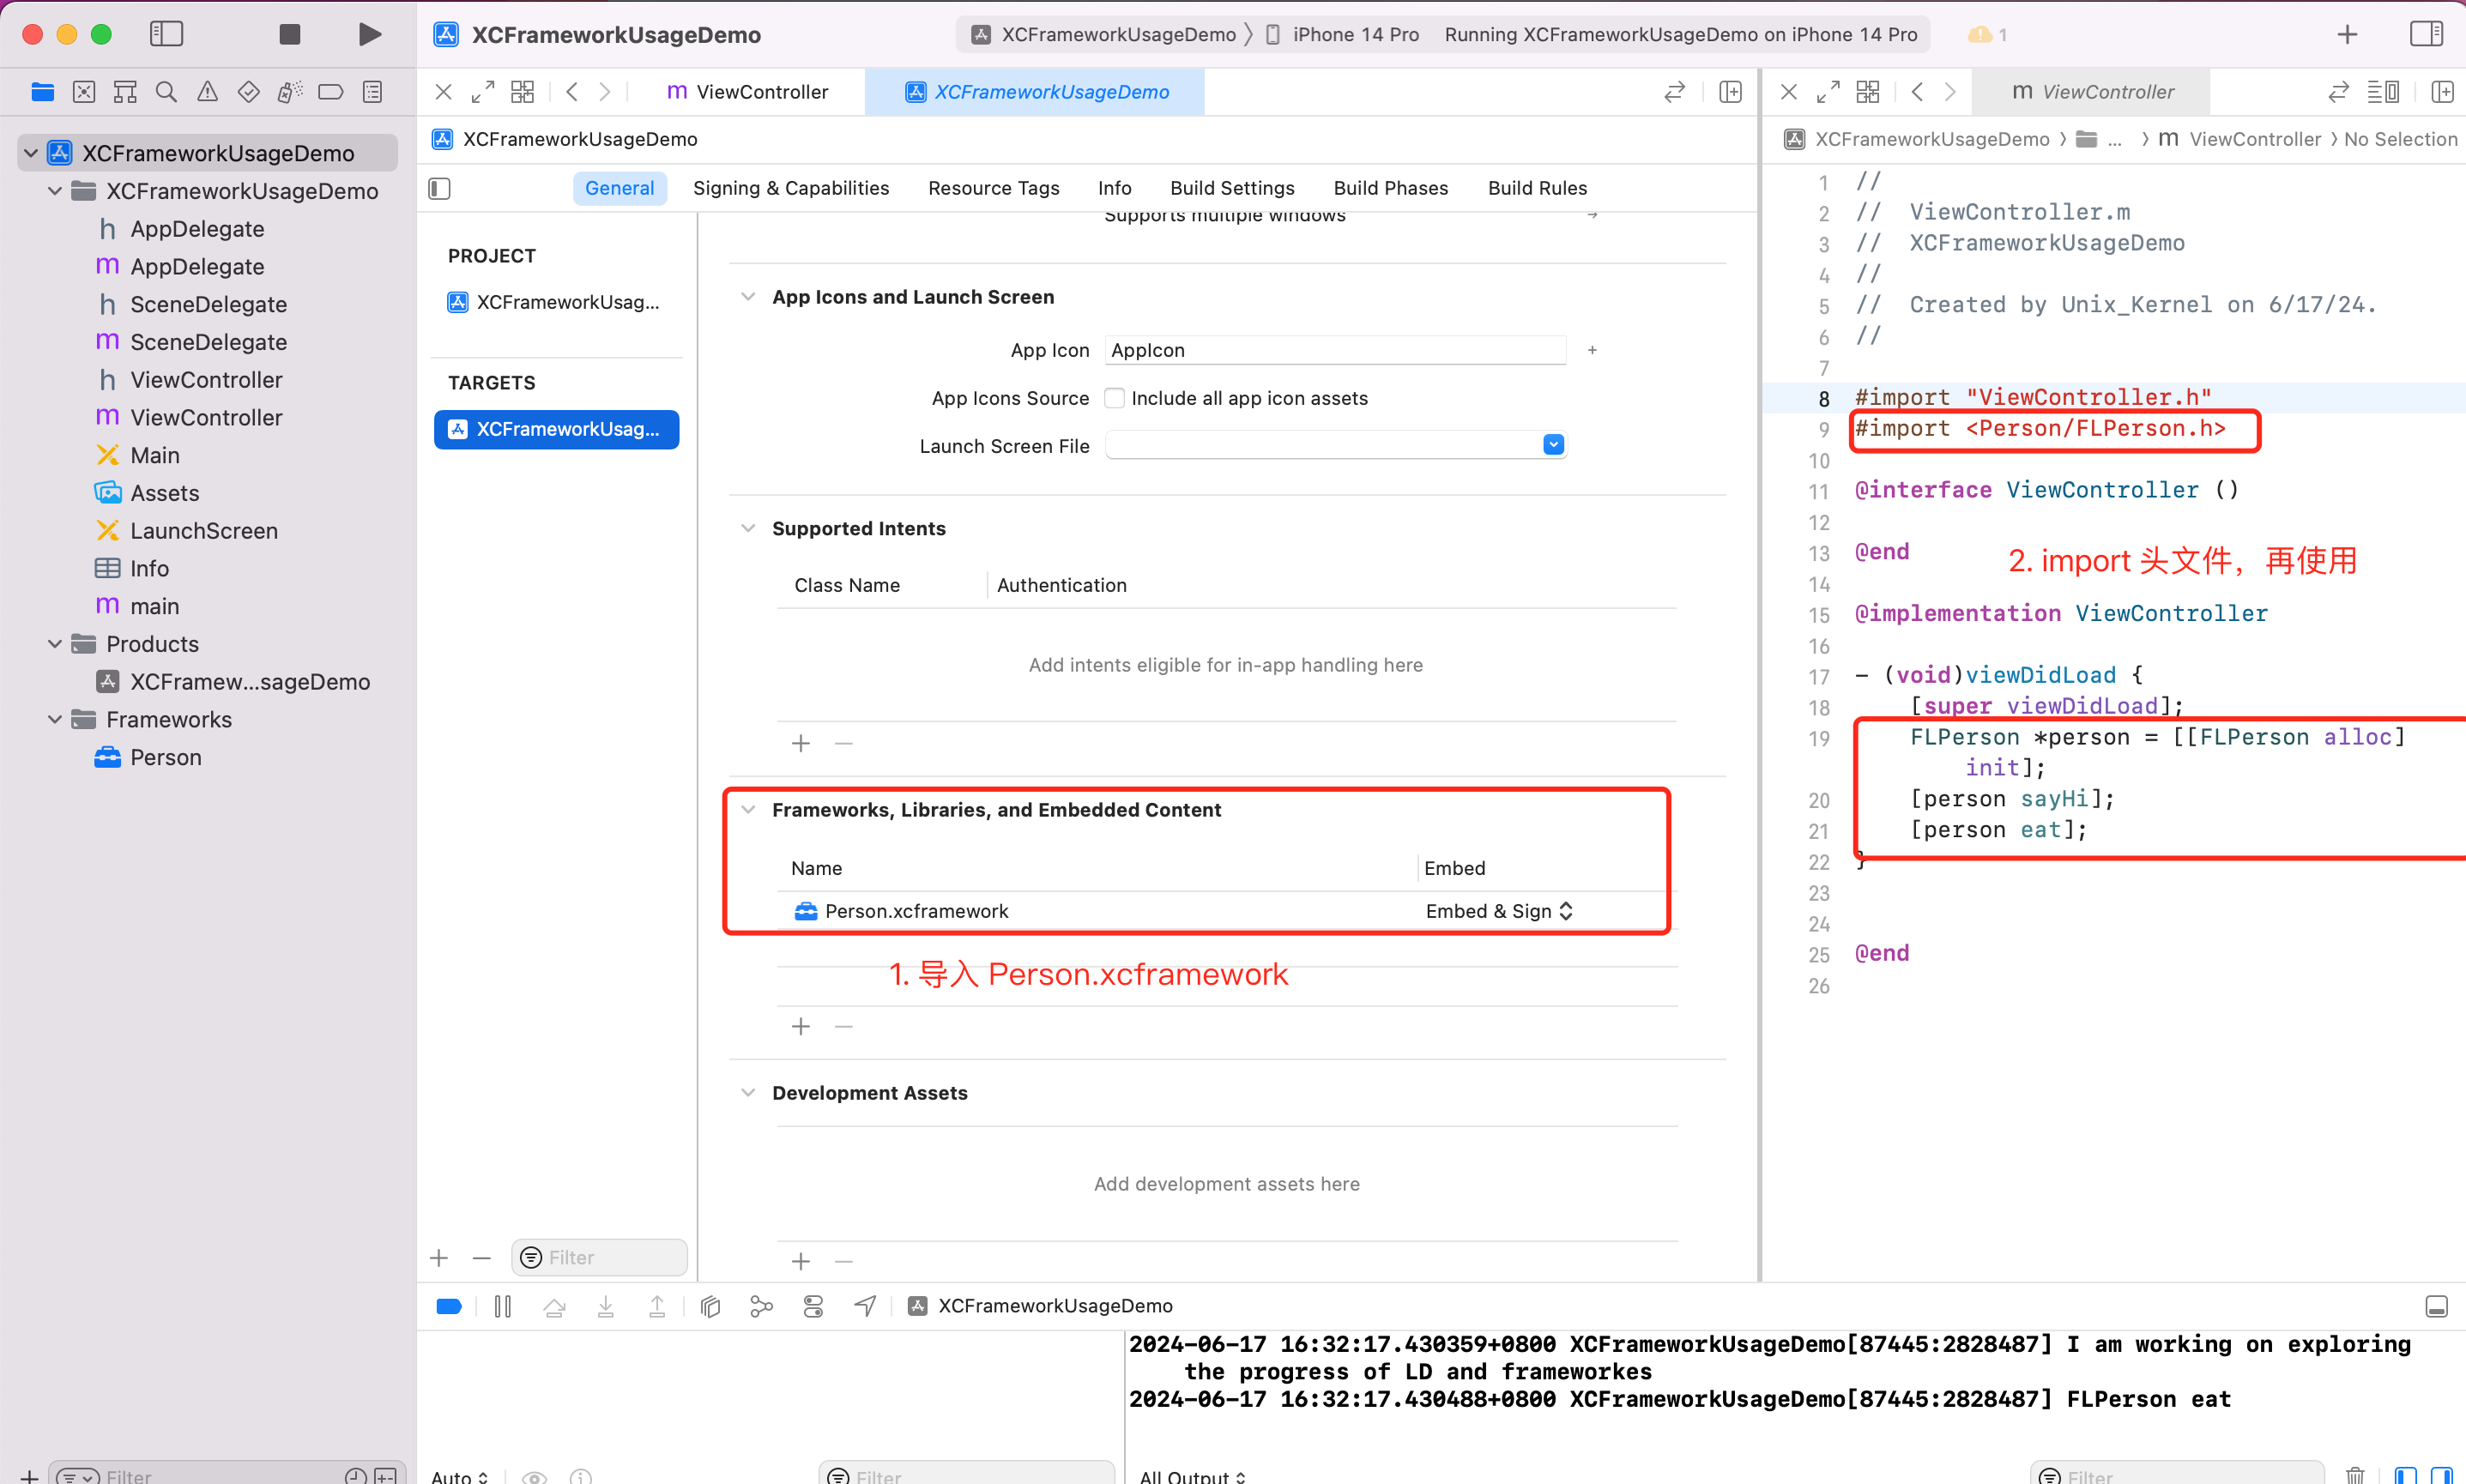 XCFrameworkUsageDemo
XCFrameworkUsageDemo
iPhone 14 Pro
Running XCFrameworkUsageDemo on iPhone 14 Pro
1
XCFrameworkUsageDemo
XCFrameworkUsageDemo
h AppDelegate
m AppDelegate
h SceneDelegate
m SceneDelegate
h ViewController
m ViewController
Main
Assets
LaunchScreen
Info
m main
Products
XCFramew...sageDemo
Frameworks
Person
Filter
m ViewController
XCFrameworkUsageDemo
XCFrameworkUsageDemo
General Signing & Capabilities Resource Tags Info Build Settings Build Phases Build Rules
PROJECT
XCFrameworkUsag...
TARGETS
XCFrameworkUsag...
Filter
Supports multiple windows
App Icons and Launch Screen
App Icon AppIcon
App Icons Source Include all app icon assets
Launch Screen File
Supported Intents
Class Name Authentication
Add intents eligible for in-app handling here
Frameworks, Libraries, and Embedded Content
Name Embed
Person.xcframework Embed & Sign
1. 导入 Person.xcframework
Development Assets
Add development assets here
m ViewController
XCFrameworkUsageDemo 〉 ... 〉 m ViewController 〉 No Selection
1 //
2 //  ViewController.m
3 //  XCFrameworkUsageDemo
4 //
5 //  Created by Unix_Kernel on 6/17/24.
6 //
7
8 #import "ViewController.h"
9 #import <Person/FLPerson.h>
10
11 @interface ViewController ()
12
13 @end
2. import 头文件，再使用
14
15 @implementation ViewController
16
17 - (void)viewDidLoad {
18 [super viewDidLoad];
19 FLPerson *person = [[FLPerson alloc]
init];
20 [person sayHi];
21 [person eat];
22 }
23
24
25 @end
26
XCFrameworkUsageDemo
2024-06-17 16:32:17.430359+0800 XCFrameworkUsageDemo[87445:2828487] I am working on exploring
the progress of LD and frameworkes
2024-06-17 16:32:17.430488+0800 XCFrameworkUsageDemo[87445:2828487] FLPerson eat
Auto
Filter
All Output
Filter